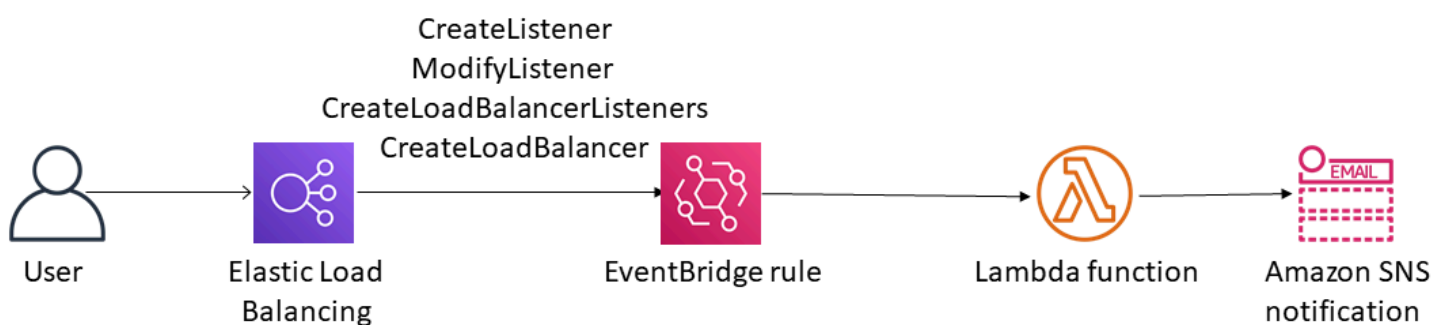 CreateListener
ModifyListener
CreateLoadBalancerListeners
CreateLoadBalancer
EMAIL
User
Elastic Load
Balancing
EventBridge rule
Lambda function
Amazon SNS
notification